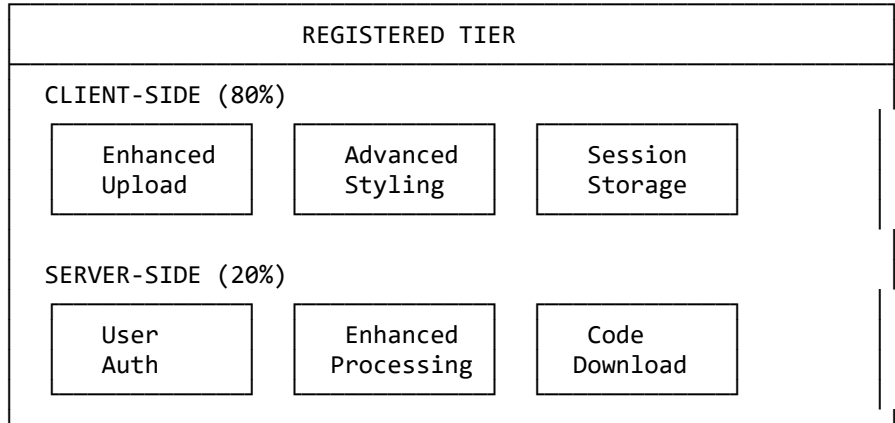 REGISTERED TIER
CLIENT-SIDE (80%)
Enhanced Advanced Session
Upload Styling Storage
SERVER-SIDE (20%)
User Enhanced Code
Auth Processing Download